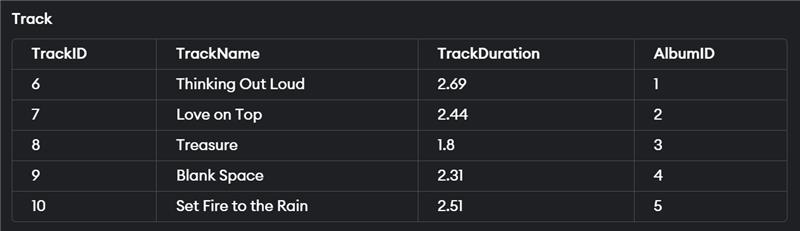 Track
TrackID TrackName TrackDuration AlbumID
6 Thinking Out Loud 2.69 1
7 Love on Top 2.44 2
8 Treasure 1.8 3
9 Blank Space 2.31 4
10 Set Fire to the Rain 2.51 5